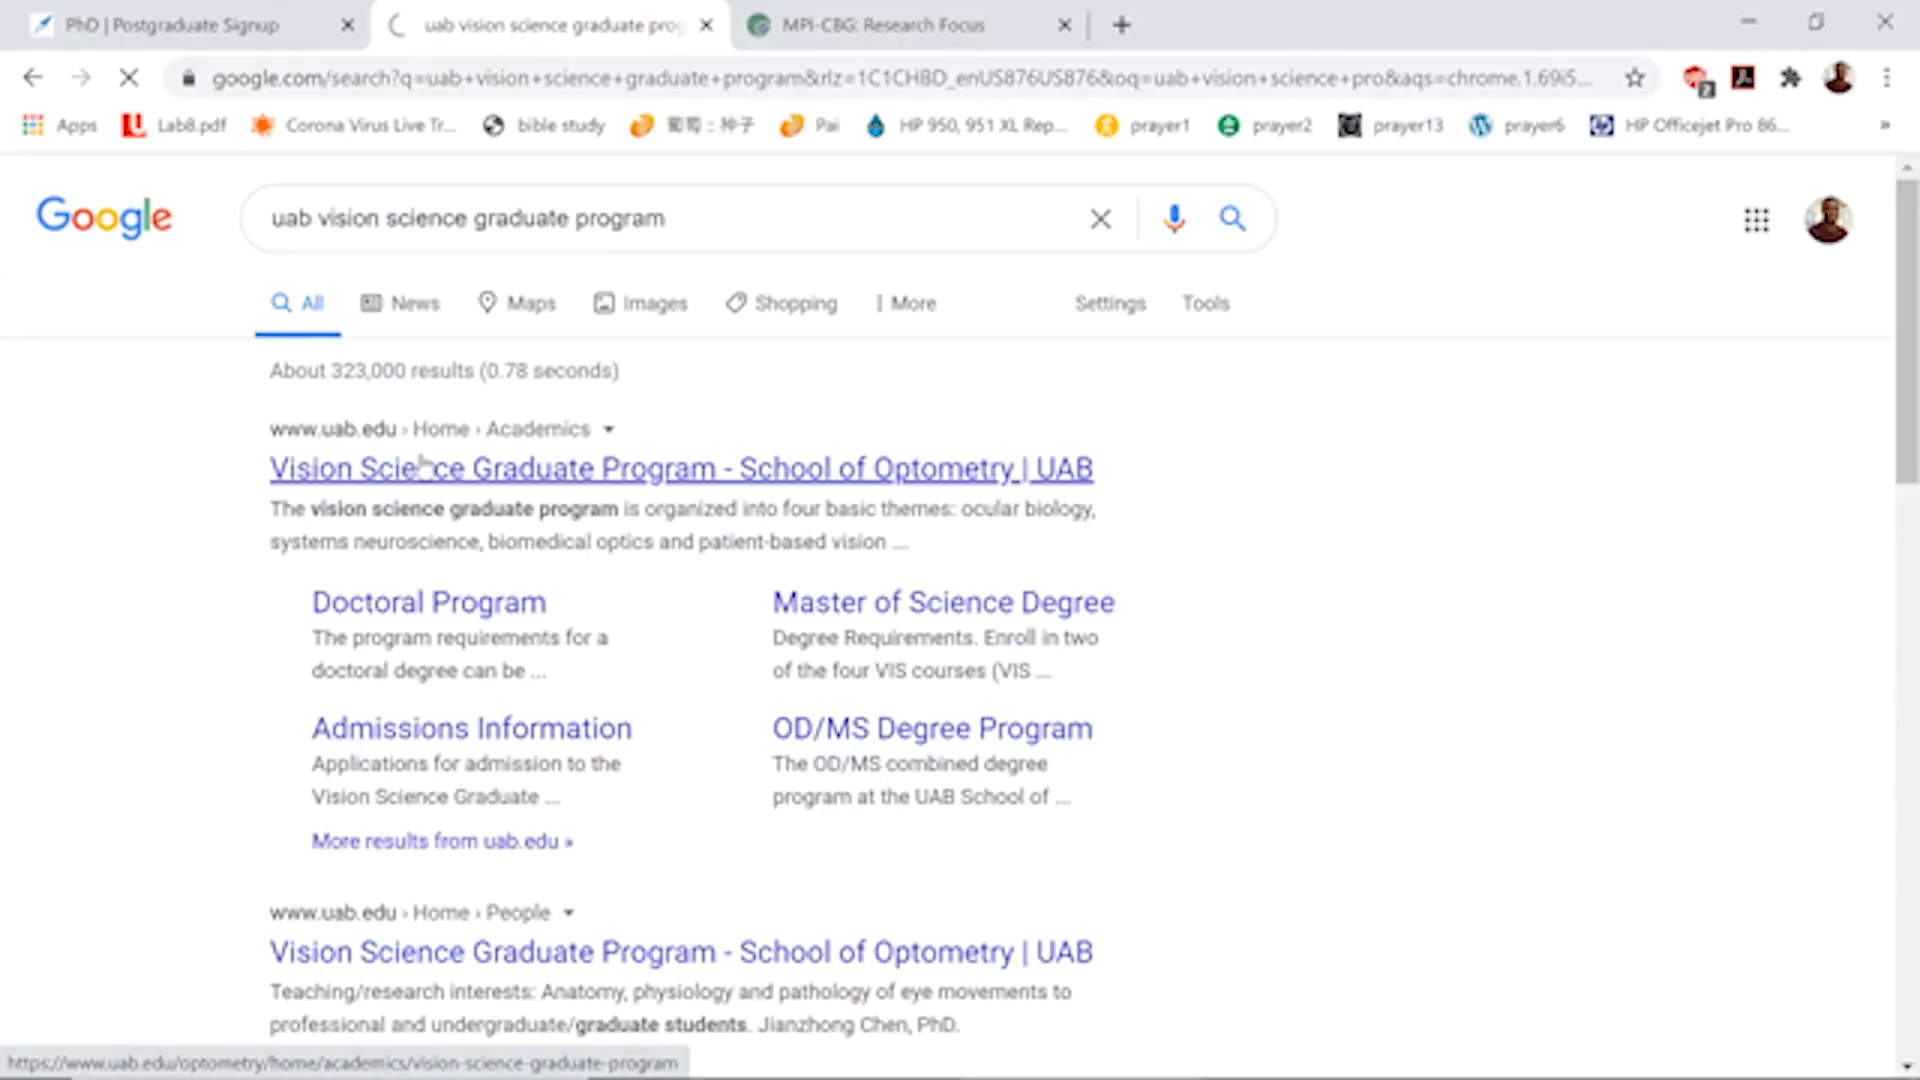 PhD | Postgraduate Signup
uab vision science graduate prog
MPI-CBG: Research Focus
google.com/search?q=uab+vision+science+graduate+program&rlz=1C1CHBD_enUS876US876&oq=uab+vision+science+pro&aqs=chrome.1.69i5...
Apps
Lab8.pdf
Corona Virus Live Tr...
bible study
葡萄：种子
Pai
HP 950, 951 XL Rep...
prayer1
prayer2
prayer13
prayer6
HP Officejet Pro 86...
»
Google
uab vision science graduate program
All
News
Maps
Images
Shopping
More
Settings
Tools
About 323,000 results (0.78 seconds)
www.uab.edu › Home › Academics
Vision Science Graduate Program - School of Optometry | UAB
The vision science graduate program is organized into four basic themes: ocular biology,
systems neuroscience, biomedical optics and patient-based vision ...
Doctoral Program
The program requirements for a
doctoral degree can be ...
Master of Science Degree
Degree Requirements. Enroll in two
of the four VIS courses (VIS ...
Admissions Information
Applications for admission to the
Vision Science Graduate ...
OD/MS Degree Program
The OD/MS combined degree
program at the UAB School of ...
More results from uab.edu »
www.uab.edu › Home › People
Vision Science Graduate Program - School of Optometry | UAB
Teaching/research interests: Anatomy, physiology and pathology of eye movements to
professional and undergraduate/graduate students. Jianzhong Chen, PhD.
https://www.uab.edu/optometry/home/academics/vision-science-graduate-program